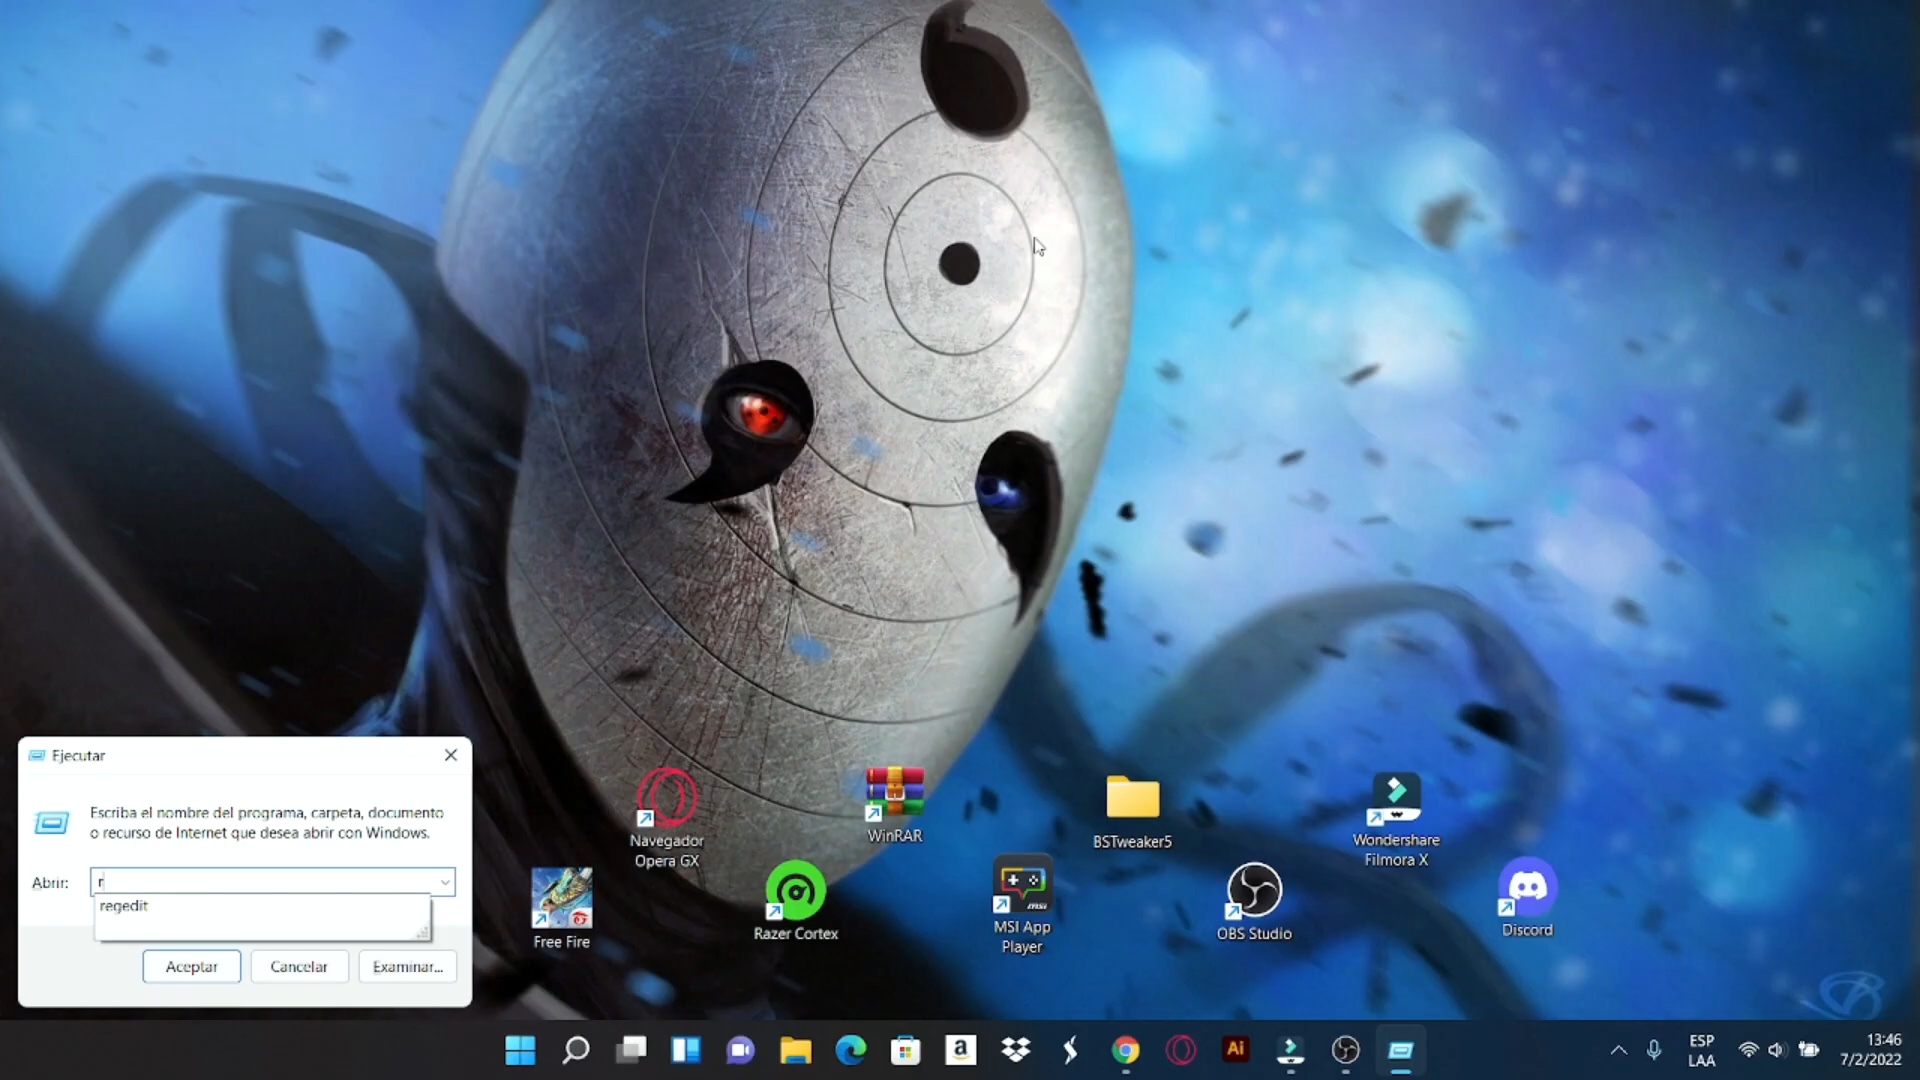 Ejecutar
Escriba el nombre del programa, carpeta, documento
o recurso de Internet que desea abrir con Windows.
Abrir:
r
regedit
Aceptar
Cancelar
Examinar...
Navegador
Opera GX
WinRAR
BSTweaker5
Wondershare
Filmora X
Free Fire
Razer Cortex
msi
MSI App
Player
OBS Studio
Discord
a
Ai
ESP
LAA
13:46
7/2/2022